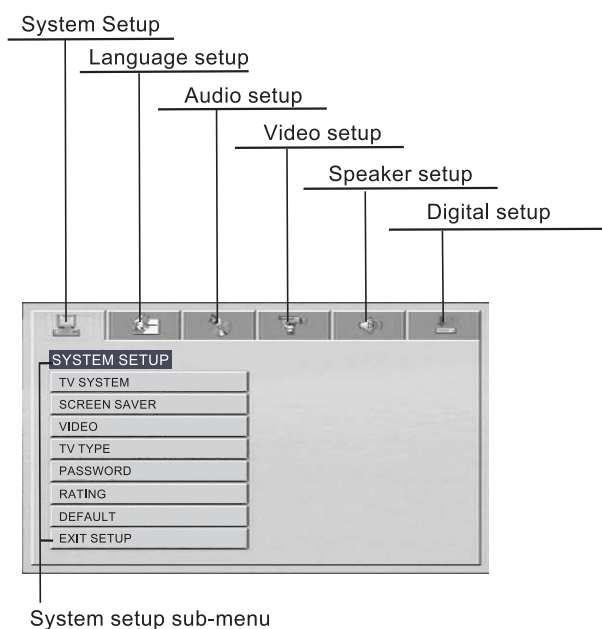 System Setup
Language setup
Audio setup
Video setup
Speaker setup
Digital setup
SYSTEM SETUP
TV SYSTEM
SCREEN SAVER
VIDEO
TV TYPE
PASSWORD
RATING
DEFAULT
EXIT SETUP
System setup sub-menu